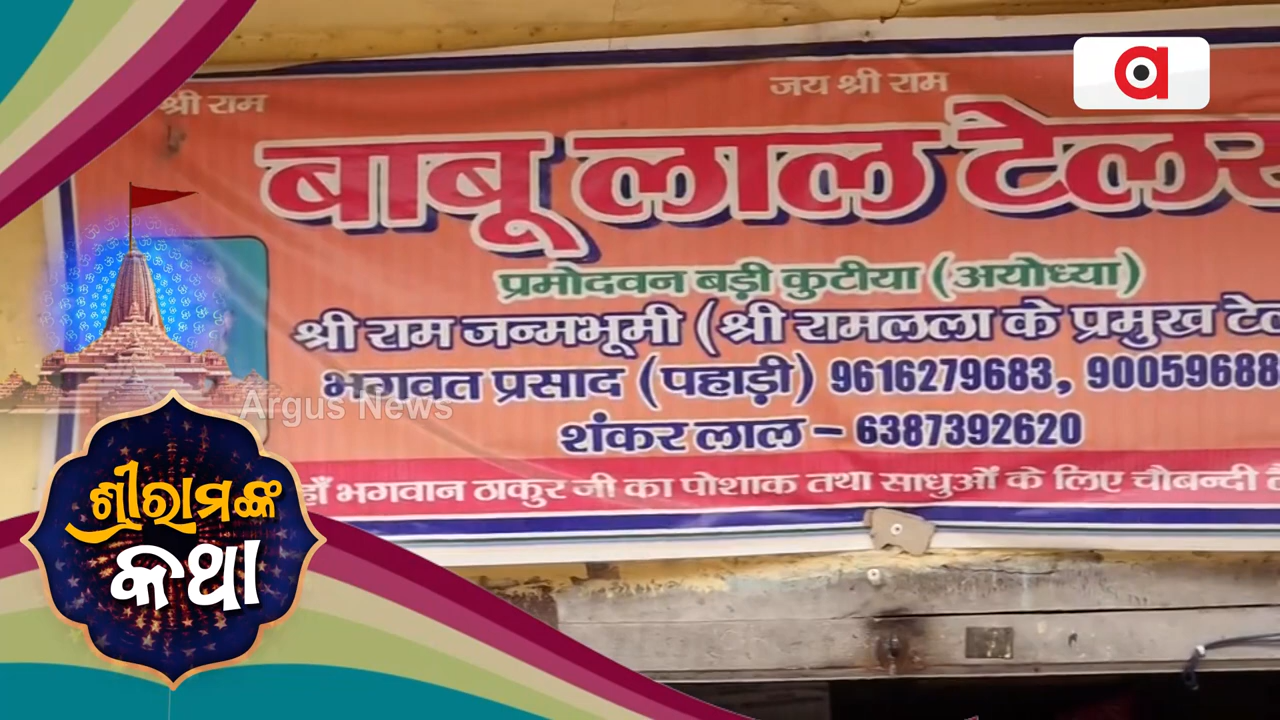 श्री राम
जय श्री राम
बाबू लाल
प्रमोदवन बड़ी कुटीया (अयोध्या)
श्री राम जन्मभूमी (श्री रामलला के प्रमुख
भगवत प्रसाद (पहाड़ी) 9616279683, 90059688
शंकर लाल – 6387392620
भगवान ठाकुर जी का पोशाक तथा साधुओं के लिए चौबन्दी
Argus News
ଶ୍ରୀରାମଙ୍କ
କଥା
a